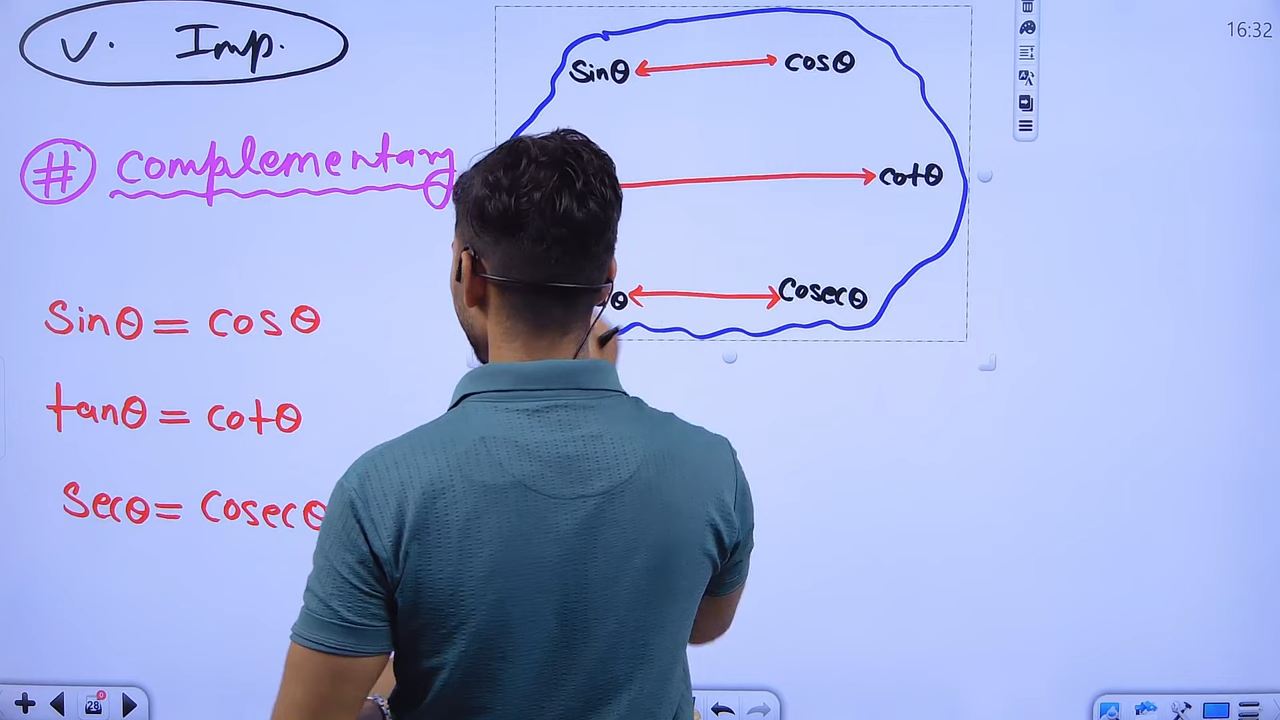 V. Imp.
# complementary
sinθ = cosθ
tanθ = cotθ
secθ = cosecθ
sinθ cosθ
cotθ
θ cosecθ
16:32
28